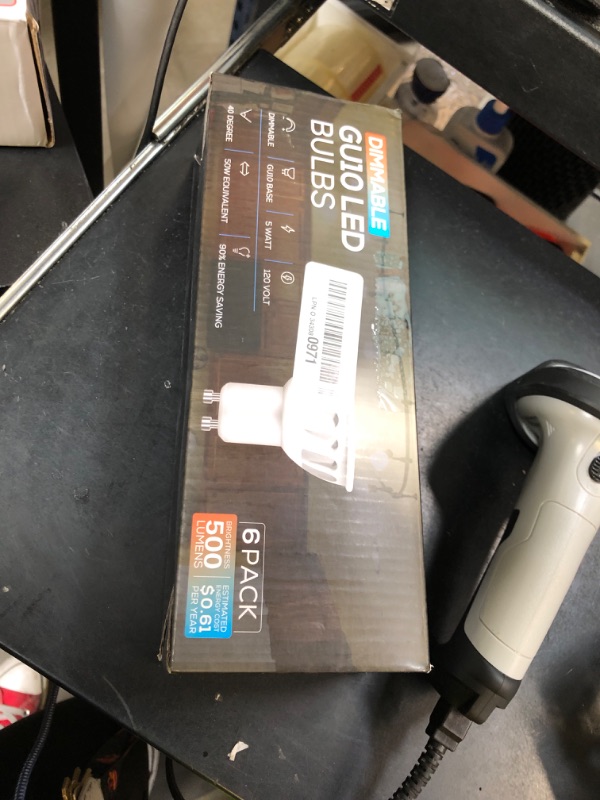 DIMMABLE
GU10 LED
BULBS
DIMMABLE
GU10 BASE
5 WATT
120 VOLT
40 DEGREE
50W EQUIVALENT
90% ENERGY SAVING
0971
6 PACK
BRIGHTNESS
500
LUMENS
ESTIMATED
ENERGY COST
$0.61
PER YEAR